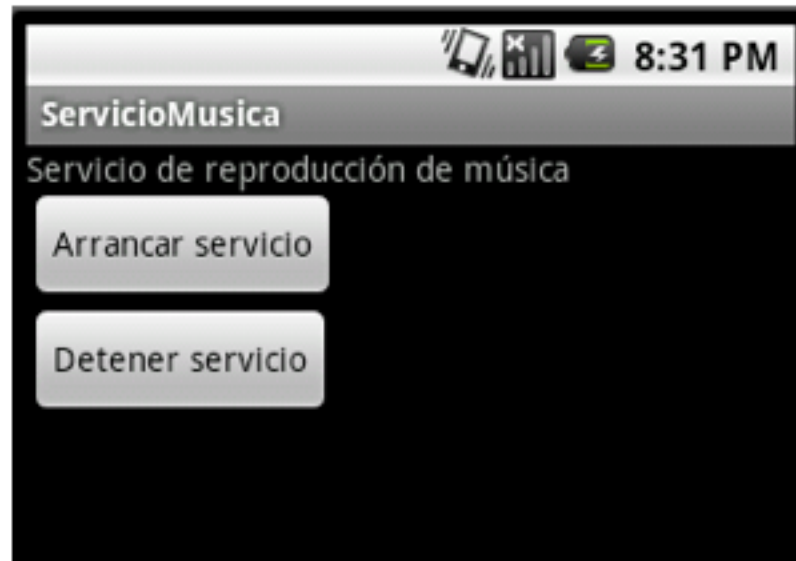 8:31 PM
ServicioMusica
Servicio de reproducción de música
Arrancar servicio
Detener servicio